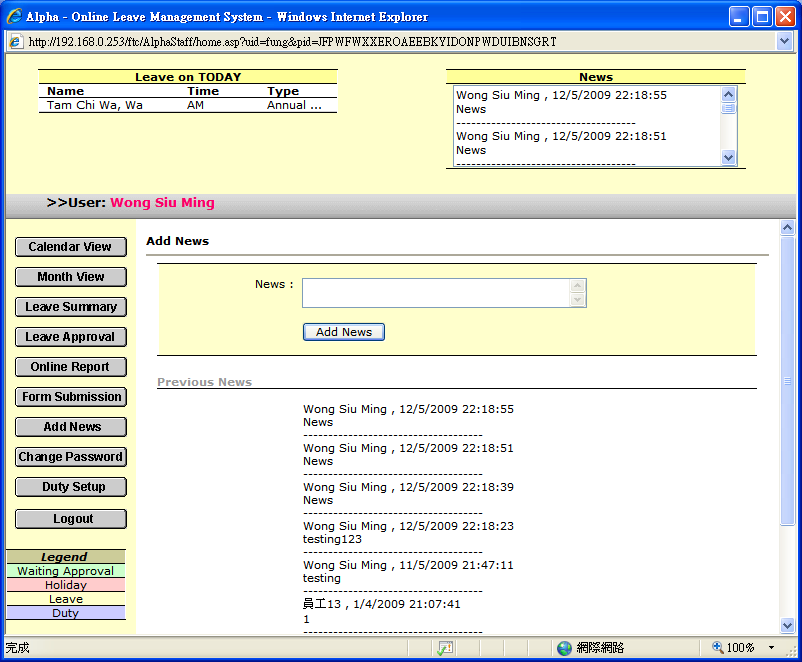 Alpha - Online Leave Management System - Windows Internet Explorer
http://192.168.0.253/ftc/AlphaStaff/home.asp?uid=fung&pid=JFPWFWXXEROAEEBKYIDONPWDUIBNSGRT
Leave on TODAY
Name Time Type
Tam Chi Wa, Wa AM Annual ...
News
Wong Siu Ming , 12/5/2009 22:18:55
News
------------------------------------
Wong Siu Ming , 12/5/2009 22:18:51
News
------------------------------------
>>User: Wong Siu Ming
Calendar View
Month View
Leave Summary
Leave Approval
Online Report
Form Submission
Add News
Change Password
Duty Setup
Logout
Legend
Waiting Approval
Holiday
Leave
Duty
Add News
News :
Add News
Previous News
Wong Siu Ming , 12/5/2009 22:18:55
News
------------------------------------
Wong Siu Ming , 12/5/2009 22:18:51
News
------------------------------------
Wong Siu Ming , 12/5/2009 22:18:39
News
------------------------------------
Wong Siu Ming , 12/5/2009 22:18:23
testing123
------------------------------------
Wong Siu Ming , 11/5/2009 21:47:11
testing
------------------------------------
員工13 , 1/4/2009 21:07:41
1
------------------------------------
完成 網際網路 100%